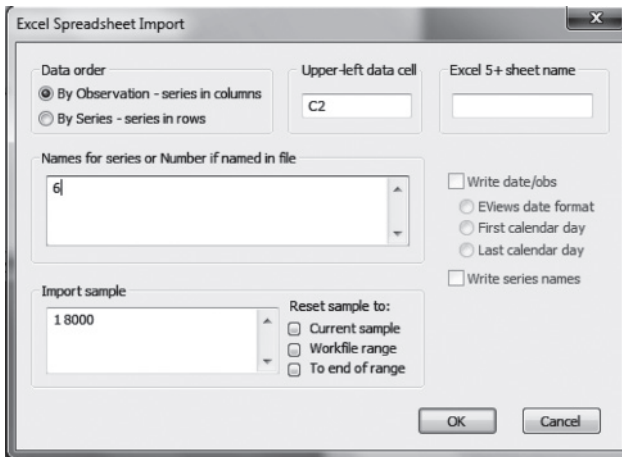 Excel Spreadsheet Import
x
Data order
By Observation - series in columns
By Series - series in rows
Upper-left data cell
C2
Excel 5+ sheet name
Names for series or Number if named in file
6
Write date/obs
EViews date format
First calendar day
Last calendar day
Write series names
Import sample
1 8000
Reset sample to:
Current sample
Workfile range
To end of range
OK
Cancel